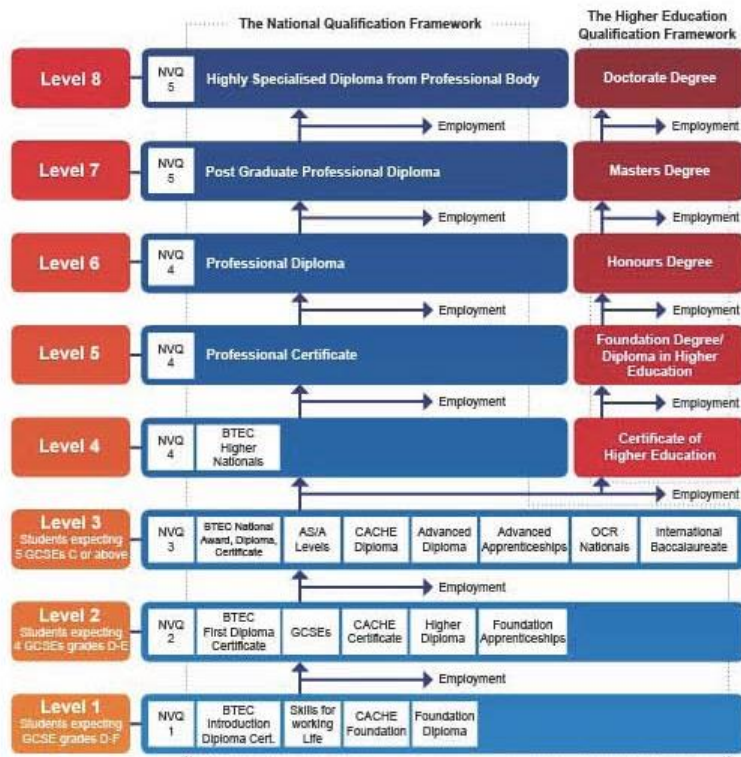 The National Qualification Framework
The Higher Education
Qualification Framework
Level 8
NVQ
5
Highly Specialised Diploma from Professional Body
Doctorate Degree
Employment
Level 7
NVQ
5
Post Graduate Professional Diploma
Masters Degree
Employment
Level 6
NVQ
4
Professional Diploma
Honours Degree
Employment
Level 5
NVQ
4
Professional Certificate
Foundation Degree/
Diploma in Higher
Education
Employment
Level 4
NVQ
4
BTEC
Higher
Nationals
Certificate of
Higher Education
Employment
Level 3
Students expecting
5 GCSEs C or above
NVQ
3
BTEC National
Award, Diploma,
Certificate
AS/A
Levels
CACHE
Diploma
Advanced
Diploma
Advanced
Apprenticeships
OCR
Nationals
International
Baccalaureate
Employment
Level 2
Students expecting
4 GCSEs grades D-E
NVQ
2
BTEC
First Diploma
Certificate
GCSEs
CACHE
Certificate
Higher
Diploma
Foundation
Apprenticeships
Employment
Level 1
Students expecting
GCSE grades D-F
NVQ
1
BTEC
Introduction
Diploma Cert.
Skills for
working
Life
CACHE
Foundation
Foundation
Diploma